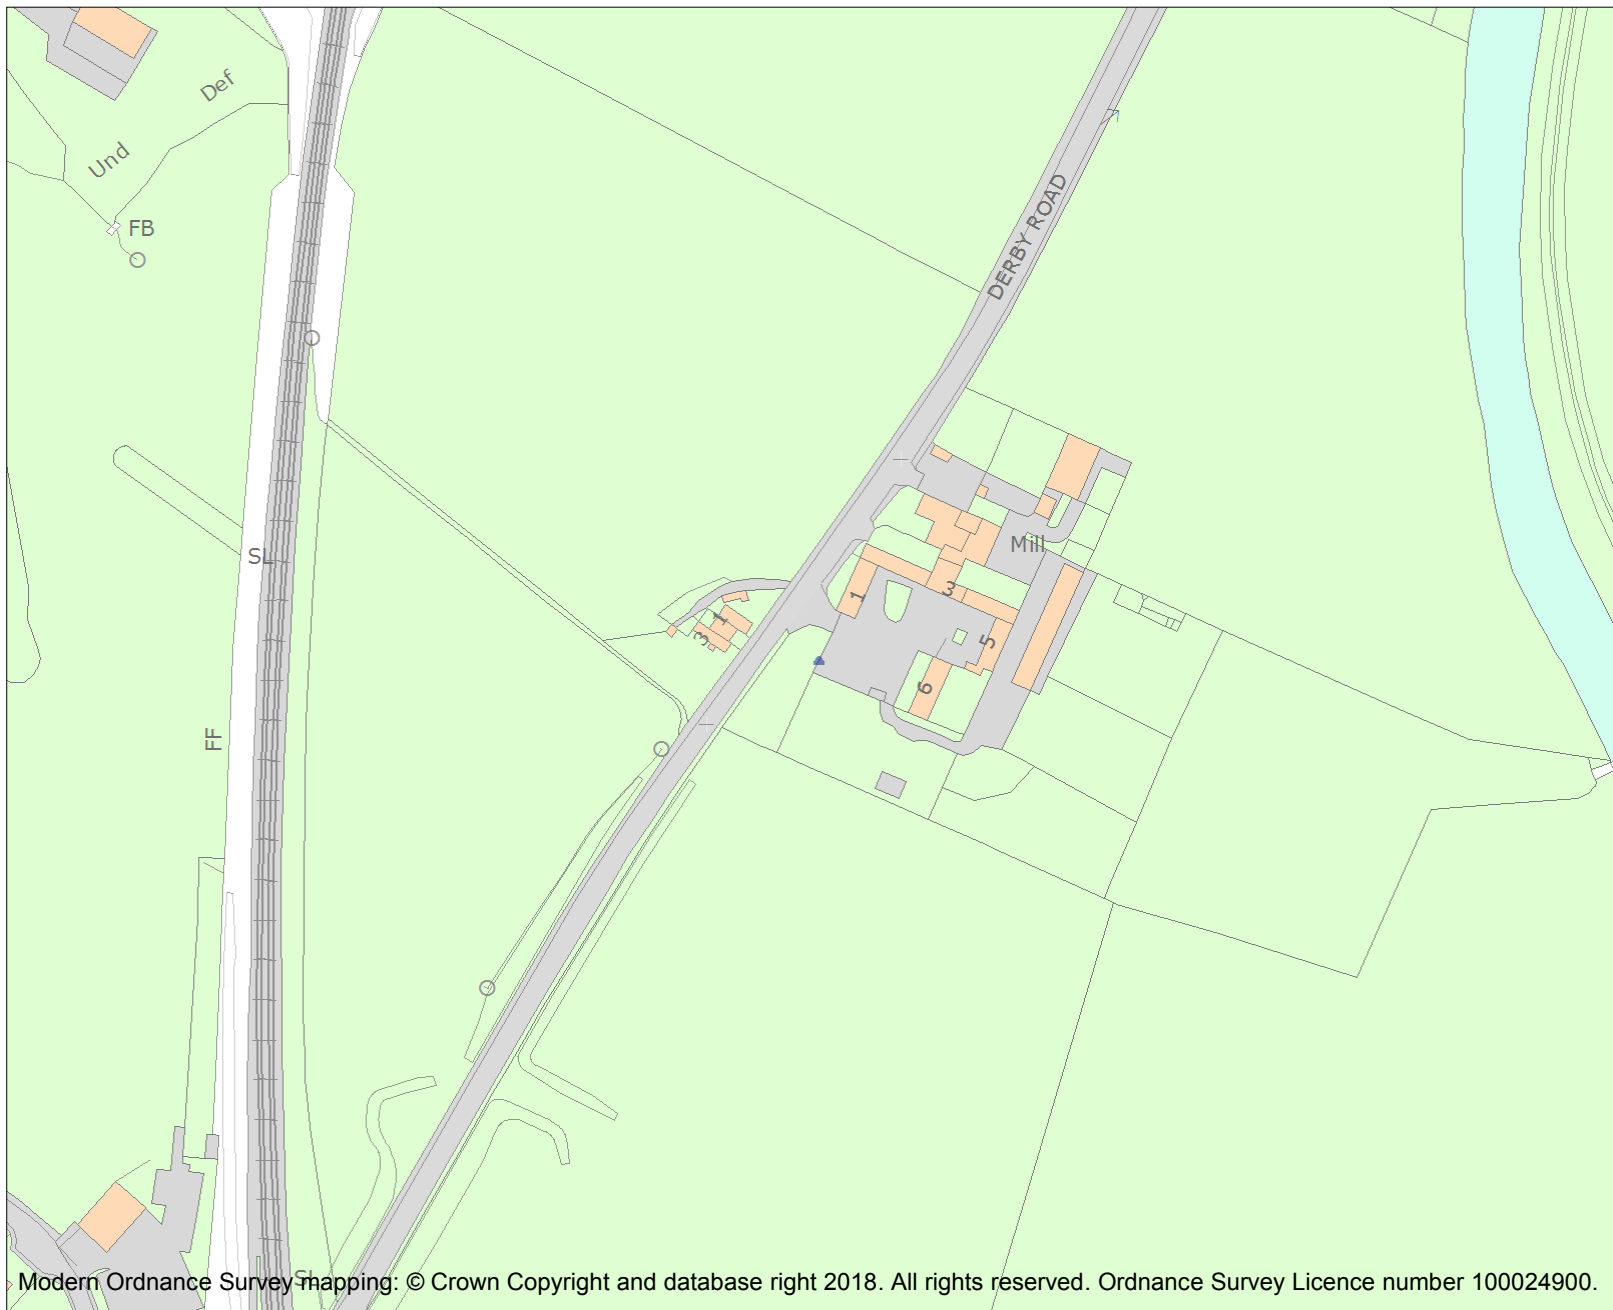 Def
Und
FB
DERBY ROAD
Mill
SL
1
3
1
3
5
6
FF
SL
Modern Ordnance Survey mapping: © Crown Copyright and database right 2018. All rights reserved. Ordnance Survey Licence number 100024900.